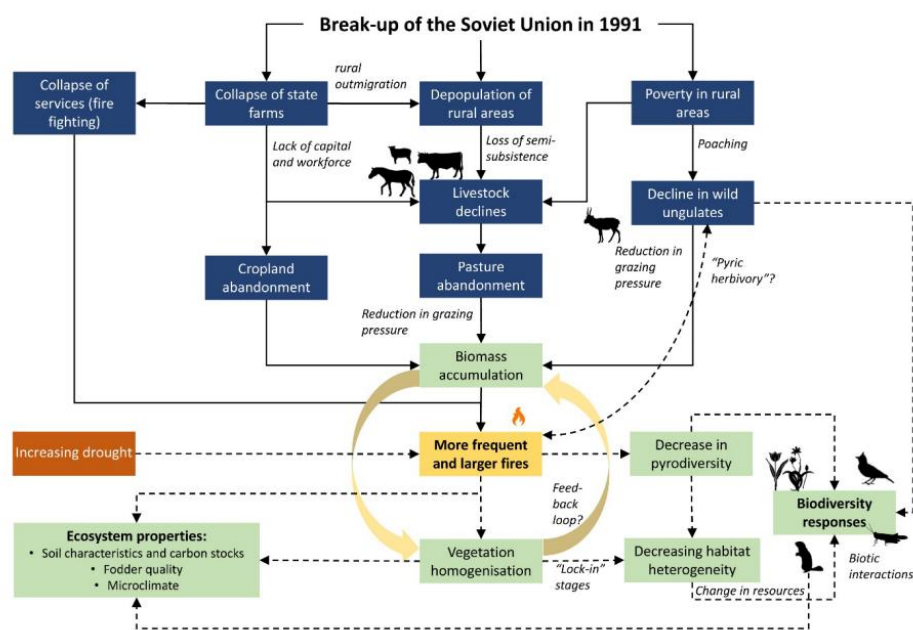 Break-up of the Soviet Union in 1991
rural
outmigration
Collapse of
services (fire
fighting)
Collapse of state
farms
Depopulation of
rural areas
Poverty in rural
areas
Lack of capital
and workforce
Loss of semi-
subsistence
Poaching
Livestock
declines
Decline in wild
ungulates
Cropland
abandonment
Pasture
abandonment
Reduction in
grazing
pressure
"Pyric
herbivory"?
Reduction in grazing
pressure
Biomass
accumulation
Increasing drought
More frequent
and larger fires
Decrease in
pyrodiversity
Feed-
back
loop?
Biodiversity
responses
Ecosystem properties:
• Soil characteristics and carbon stocks
• Fodder quality
• Microclimate
Vegetation
homogenisation
"Lock-in"
stages
Decreasing habitat
heterogeneity
Biotic
interactions
Change in resources